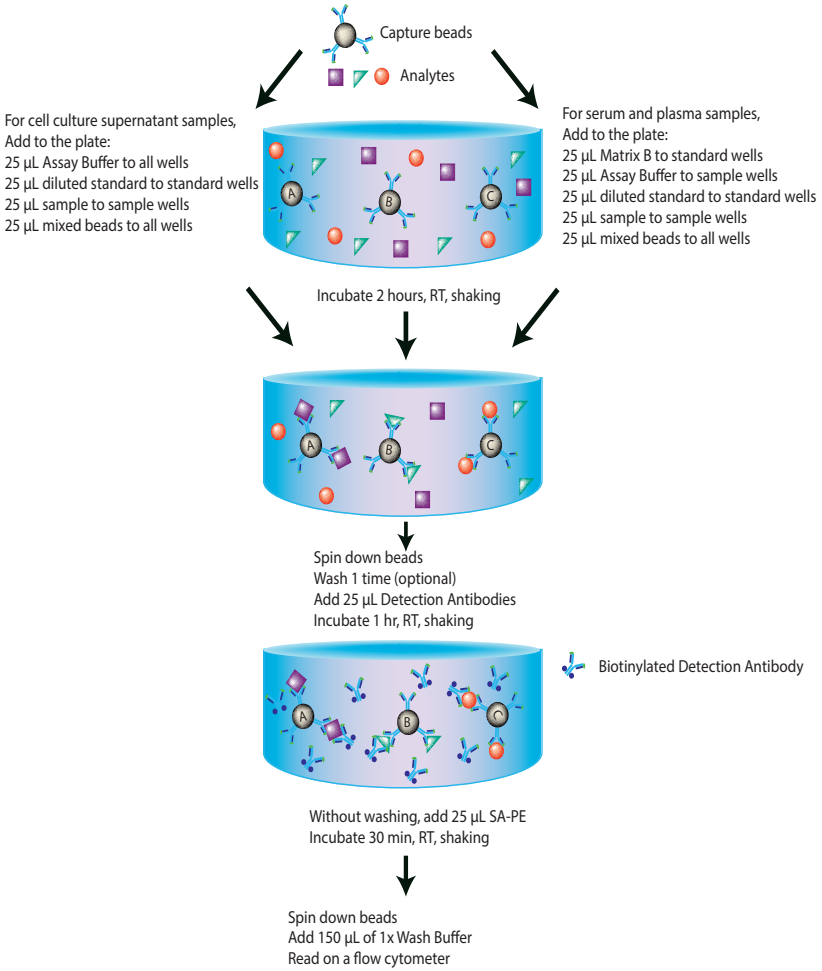 Capture beads
Analytes
For cell culture supernatant samples,
Add to the plate:
25 µL Assay Buffer to all wells
25 µL diluted standard to standard wells
25 µL sample to sample wells
25 µL mixed beads to all wells
For serum and plasma samples,
Add to the plate:
25 µL Matrix B to standard wells
25 µL Assay Buffer to sample wells
25 µL diluted standard to standard wells
25 µL sample to sample wells
25 µL mixed beads to all wells
A
B
C
Incubate 2 hours, RT, shaking
A
B
C
Spin down beads
Wash 1 time (optional)
Add 25 µL Detection Antibodies
Incubate 1 hr, RT, shaking
Biotinylated Detection Antibody
A
B
C
Without washing, add 25 µL SA-PE
Incubate 30 min, RT, shaking
Spin down beads
Add 150 µL of 1x Wash Buffer
Read on a flow cytometer